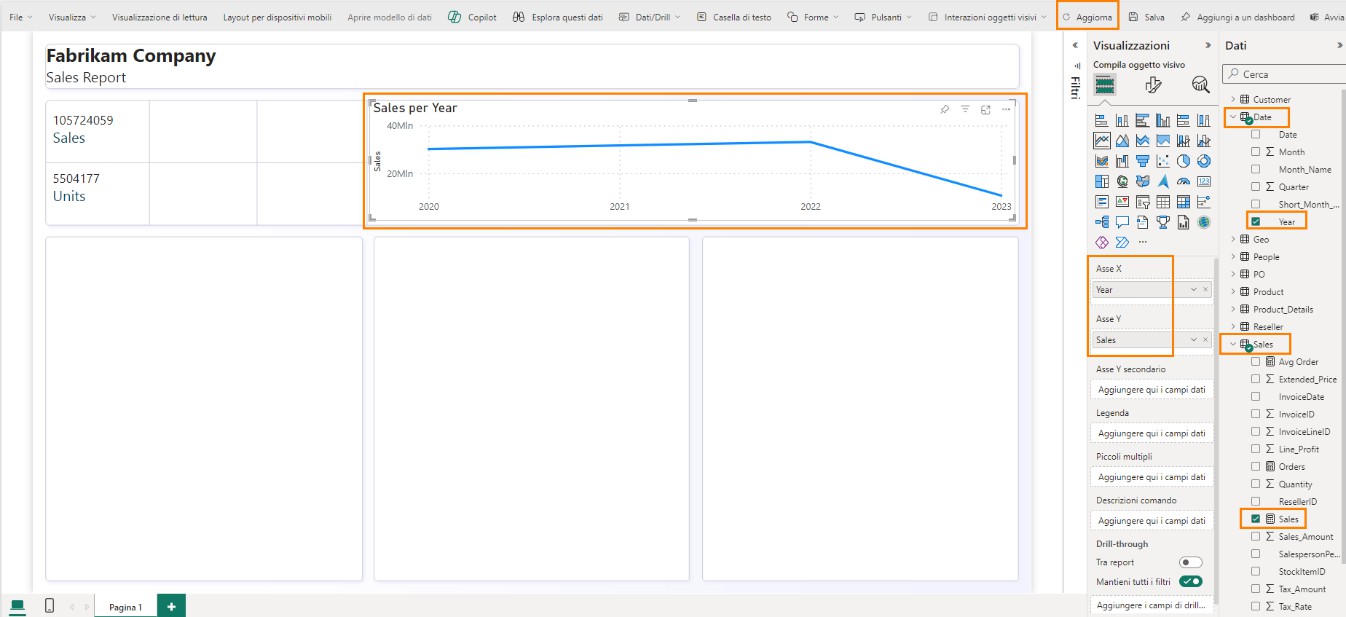 File
Visualizza
Visualizzazione di lettura
Layout per dispositivi mobili
Aprire modello di dati
Copilot
Esplora questi dati
Dati/Drill
Casella di testo
Forme
Pulsanti
Interazioni oggetti visivi
Aggiorna
Salva
Aggiungi a un dashboard
Avvia
Fabrikam Company
Sales Report
105724059
Sales
5504177
Units
Sales per Year
40Mln
20Mln
Sales
2020
2021
2022
2023
Filtri
Visualizzazioni
Compila oggetto visivo
Asse X
Year
Asse Y
Sales
Asse Y secondario
Aggiungere qui i campi dati
Legenda
Aggiungere qui i campi dati
Piccoli multipli
Aggiungere qui i campi dati
Descrizioni comando
Aggiungere qui i campi dati
Drill-through
Tra report
Mantieni tutti i filtri
Aggiungere i campi di drill...
Dati
Cerca
Customer
Date
Date
Month
Month_Name
Quarter
Short_Month_...
Year
Geo
People
PO
Product
Product_Details
Reseller
Sales
Avg Order
Extended_Price
InvoiceDate
InvoiceID
InvoiceLineID
Line_Profit
Orders
Quantity
ResellerID
Sales
Sales_Amount
SalespersonPe...
StockItemID
Tax_Amount
Tax_Rate
Pagina 1